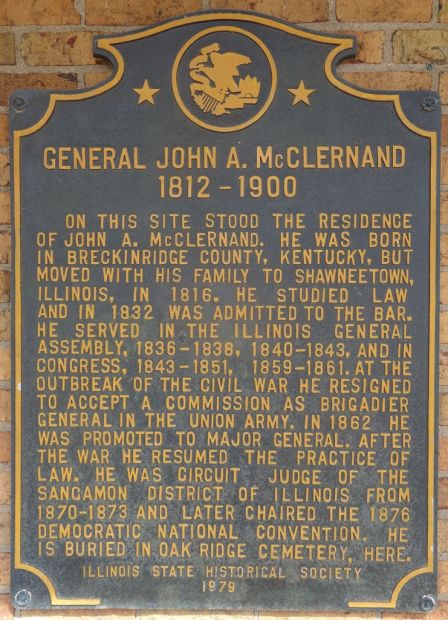 GENERAL JOHN A. McCLERNAND
1812 - 1900
ON THIS SITE STOOD THE RESIDENCE
OF JOHN A. McCLERNAND. HE WAS BORN
IN BRECKINRIDGE COUNTY, KENTUCKY, BUT
MOVED WITH HIS FAMILY TO SHAWNEETOWN,
ILLINOIS, IN 1816. HE STUDIED LAW
AND IN 1832 WAS ADMITTED TO THE BAR.
HE SERVED IN THE ILLINOIS GENERAL
ASSEMBLY, 1836-1838, 1840-1843, AND IN
CONGRESS, 1843-1851, 1859-1861. AT THE
OUTBREAK OF THE CIVIL WAR HE RESIGNED
TO ACCEPT A COMMISSION AS BRIGADIER
GENERAL IN THE UNION ARMY. IN 1862 HE
WAS PROMOTED TO MAJOR GENERAL. AFTER
THE WAR HE RESUMED THE PRACTICE OF
LAW. HE WAS CIRCUIT JUDGE OF THE
SANGAMON DISTRICT OF ILLINOIS FROM
1870-1873 AND LATER CHAIRED THE 1876
DEMOCRATIC NATIONAL CONVENTION. HE
IS BURIED IN OAK RIDGE CEMETERY, HERE.
ILLINOIS STATE HISTORICAL SOCIETY
1979